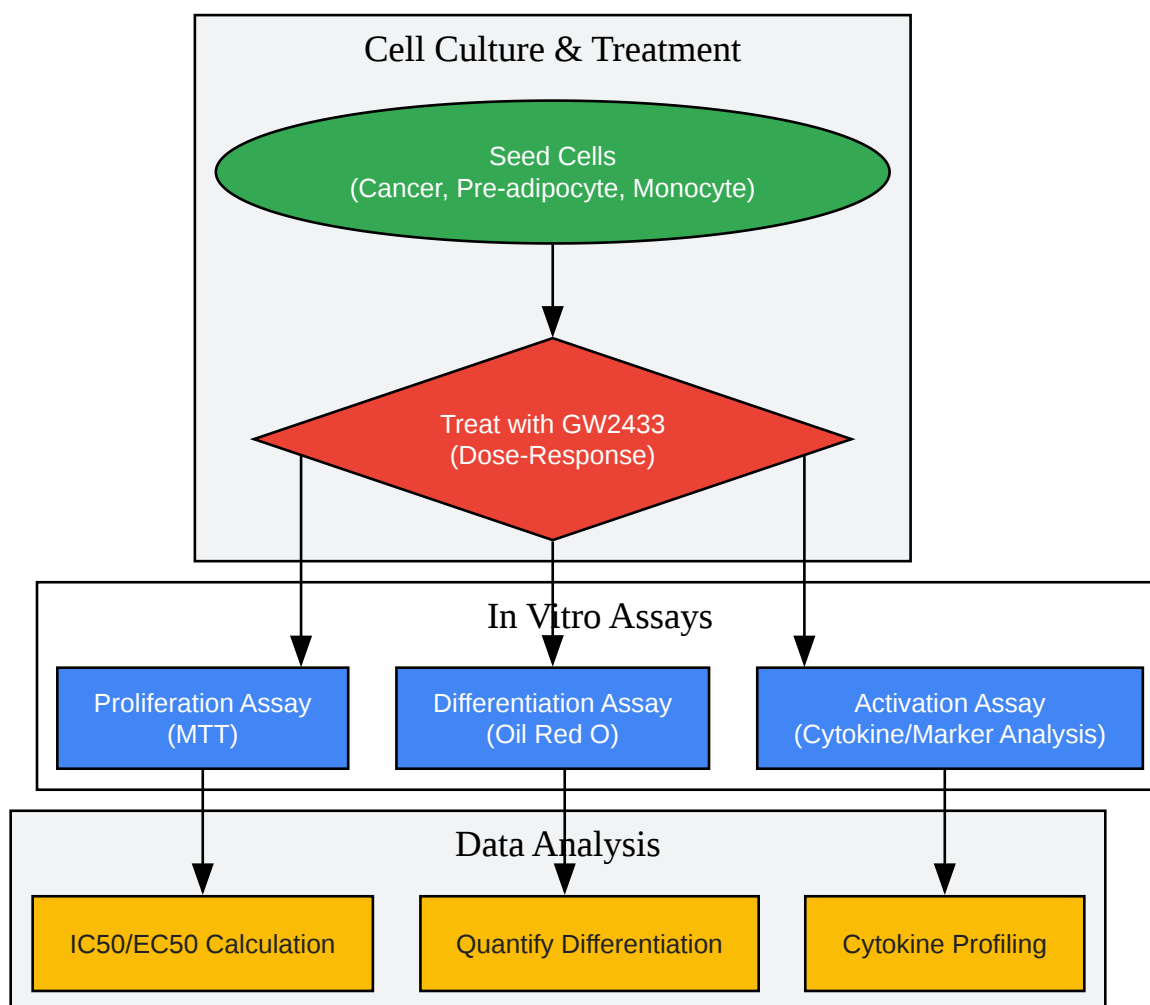 Cell Culture & Treatment
Seed Cells
(Cancer, Pre-adipocyte, Monocyte)
Treat with GW2433
(Dose-Response)
In Vitro Assays
Proliferation Assay
(MTT)
Differentiation Assay
(Oil Red O)
Activation Assay
(Cytokine/Marker Analysis)
Data Analysis
IC50/EC50 Calculation
Quantify Differentiation
Cytokine Profiling